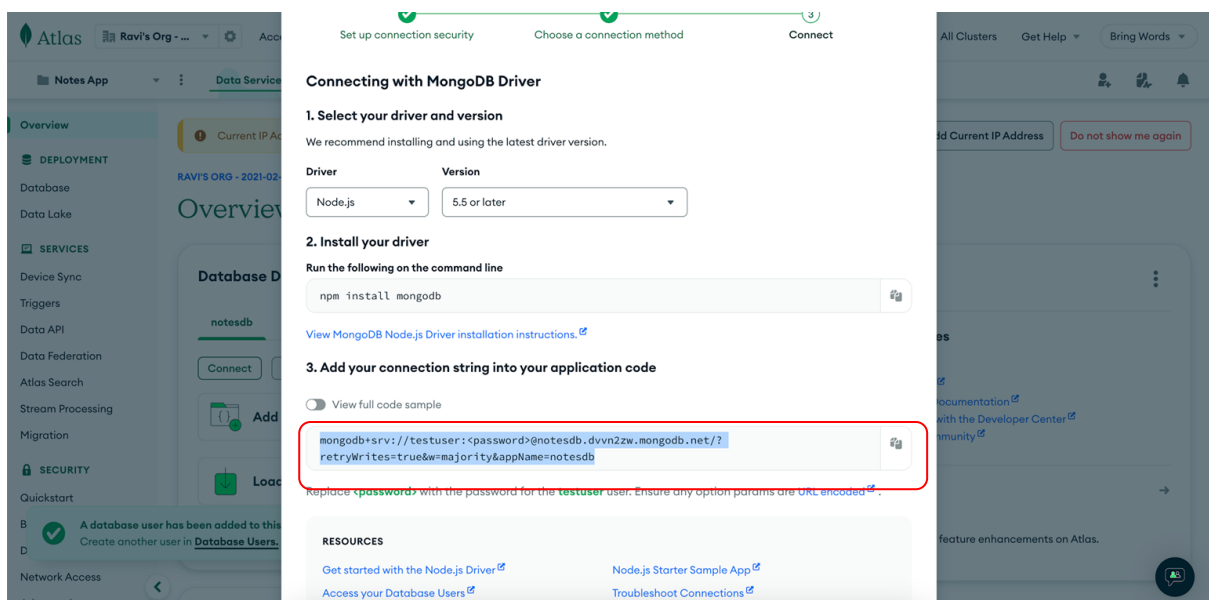 3
Set up connection security
Choose a connection method
Connect
Atlas
Ravi's Org - ...
Acc
All Clusters
Get Help
Bring Words
Notes App
Data Service
Overview
Current IP Ad
dd Current IP Address
Do not show me again
DEPLOYMENT
Database
Data Lake
RAVI'S ORG - 2021-02-
Overview
SERVICES
Device Sync
Triggers
Data API
Data Federation
Atlas Search
Stream Processing
Migration
SECURITY
Quickstart
B
D
Network Access
Database D
notesdb
Connect
Add
Load
A database user has been added to this
Create another user in Database Users.
Connecting with MongoDB Driver
1. Select your driver and version
We recommend installing and using the latest driver version.
Driver
Version
Node.js
5.5 or later
2. Install your driver
Run the following on the command line
npm install mongodb
View MongoDB Node.js Driver installation instructions.
3. Add your connection string into your application code
View full code sample
mongodb+srv://testuser:<password>@notesdb.dvvn2zw.mongodb.net/?
retryWrites=true&w=majority&appName=notesdb
Replace <password> with the password for the testuser user. Ensure any option params are URL encoded .
RESOURCES
Get started with the Node.js Driver
Node.js Starter Sample App
Access your Database Users
Troubleshoot Connections
es
ocumentation
with the Developer Center
munity
feature enhancements on Atlas.